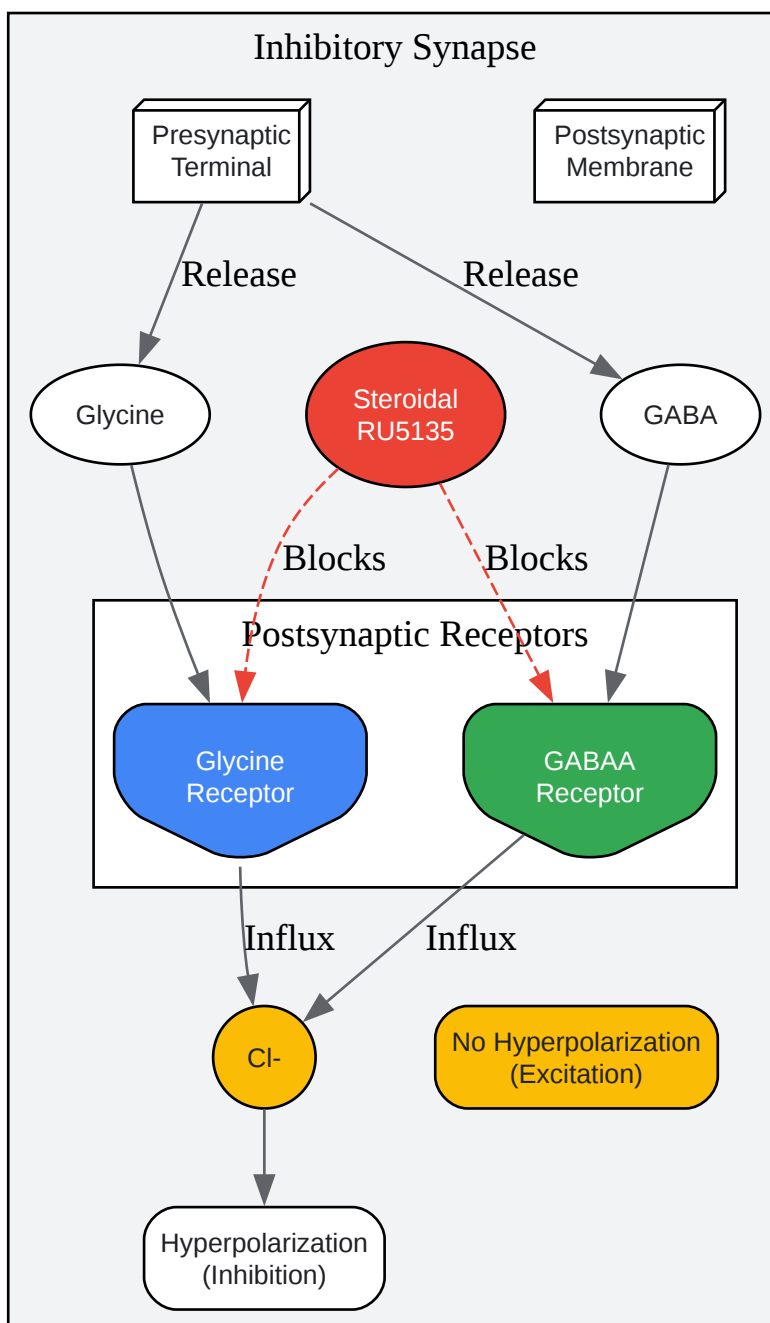 Inhibitory Synapse
Presynaptic
Terminal
Postsynaptic
Membrane
Release
Release
Glycine
Steroidal
RU5135
GABA
Blocks
Blocks
Postsynaptic Receptors
Glycine
Receptor
GABAA
Receptor
Influx
Influx
Cl-
No Hyperpolarization
(Excitation)
Hyperpolarization
(Inhibition)